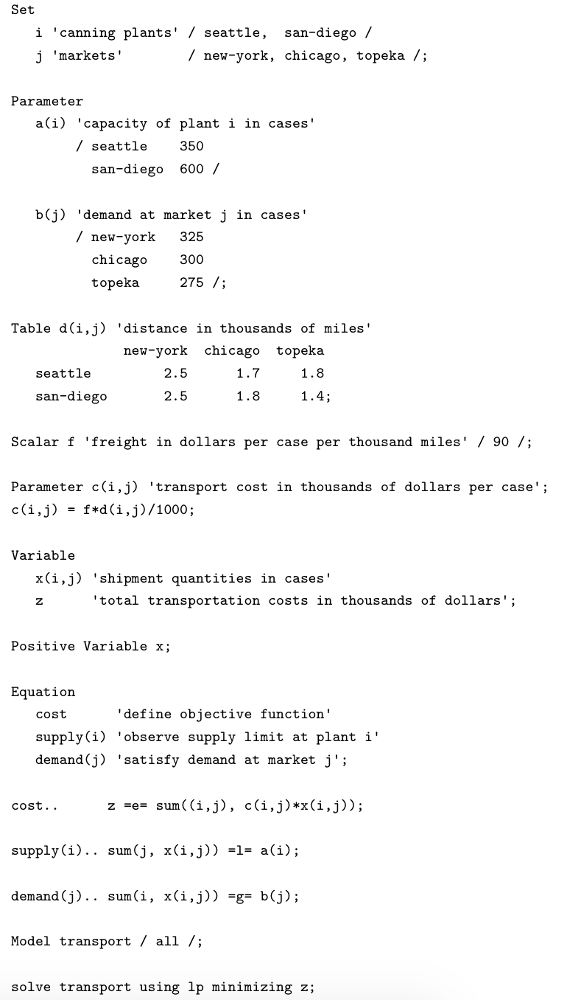 Set
   i 'canning plants' / seattle,  san-diego /
   j 'markets'        / new-york, chicago, topeka /;

Parameter
   a(i) 'capacity of plant i in cases'
        / seattle    350
          san-diego  600 /

   b(j) 'demand at market j in cases'
        / new-york   325
          chicago    300
          topeka     275 /;

Table d(i,j) 'distance in thousands of miles'
              new-york  chicago  topeka
   seattle         2.5      1.7     1.8
   san-diego       2.5      1.8     1.4;

Scalar f 'freight in dollars per case per thousand miles' / 90 /;

Parameter c(i,j) 'transport cost in thousands of dollars per case';
c(i,j) = f*d(i,j)/1000;

Variable
   x(i,j) 'shipment quantities in cases'
   z      'total transportation costs in thousands of dollars';

Positive Variable x;

Equation
   cost      'define objective function'
   supply(i) 'observe supply limit at plant i'
   demand(j) 'satisfy demand at market j';

cost..      z =e= sum((i,j), c(i,j)*x(i,j));

supply(i).. sum(j, x(i,j)) =l= a(i);

demand(j).. sum(i, x(i,j)) =g= b(j);

Model transport / all /;

solve transport using lp minimizing z;